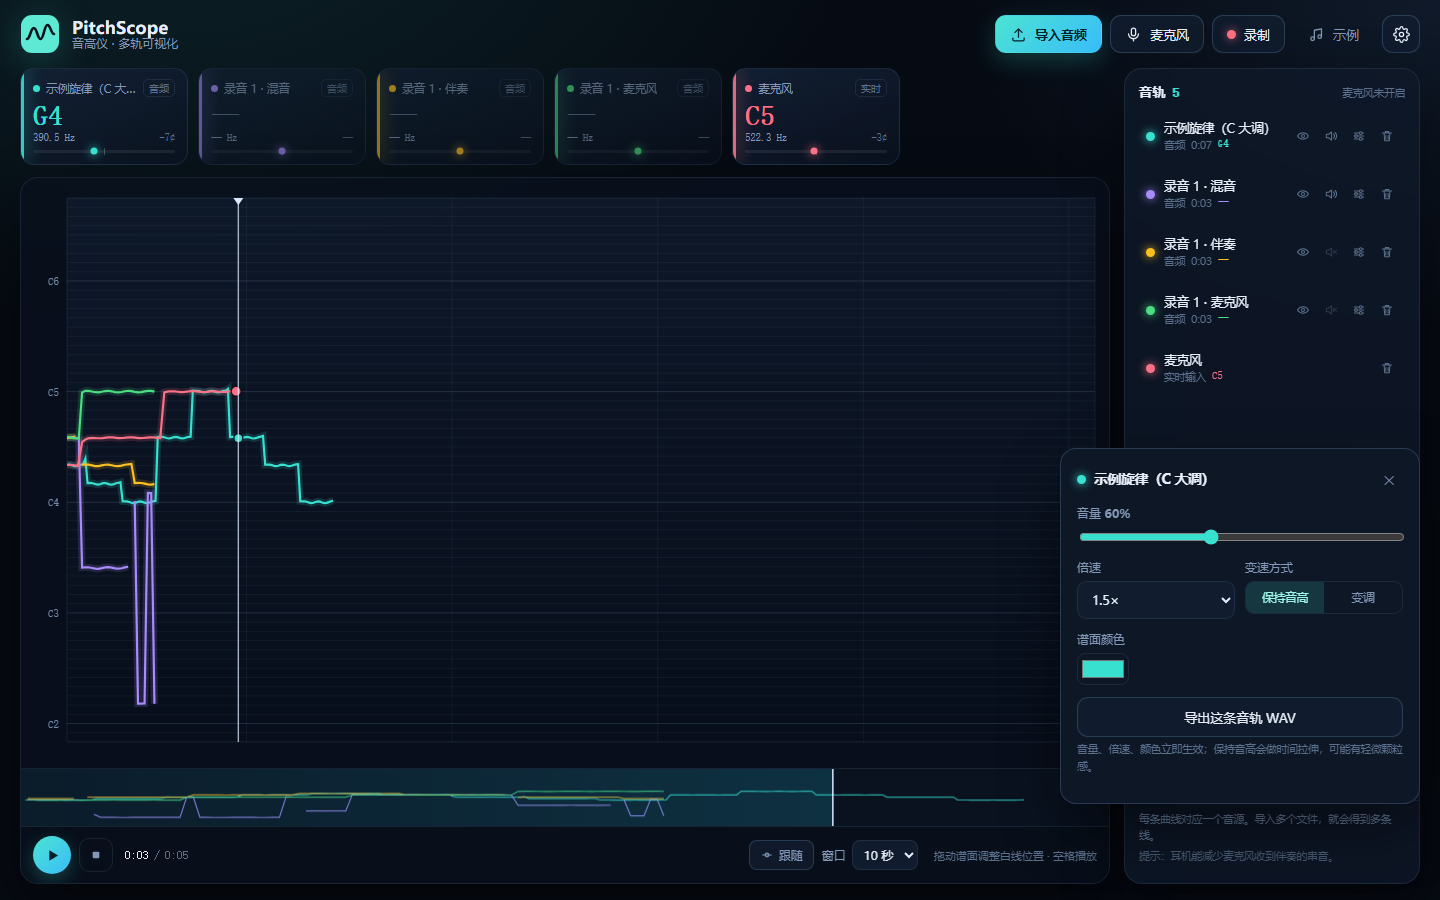 PitchScope
音高仪 · 多轨可视化
导入音频
麦克风
录制
示例
示例旋律（C 大...
音频
G4
390.5 Hz
-7¢
录音 1 · 混音
音频
—
— Hz
—
录音 1 · 伴奏
音频
—
— Hz
—
录音 1 · 麦克风
音频
—
— Hz
—
麦克风
实时
C5
522.3 Hz
-3¢
音轨 5
麦克风未开启
示例旋律（C 大调）
音频 0:07 G4
录音 1 · 混音
音频 0:03 —
录音 1 · 伴奏
音频 0:03 —
录音 1 · 麦克风
音频 0:03 —
麦克风
实时输入 C5
C6
C5
C4
C3
C2
示例旋律（C 大调）
音量 60%
倍速
变速方式
1.5×
保持音高
变调
谱面颜色
导出这条音轨 WAV
音量、倍速、颜色立即生效；保持音高会做时间拉伸，可能有轻微颗粒
感。
每条曲线对应一个音源。导入多个文件，就会得到多条
线。
提示：耳机能减少麦克风收到伴奏的串音。
0:03 / 0:05
跟随
窗口
10 秒
拖动谱面调整白线位置 · 空格播放